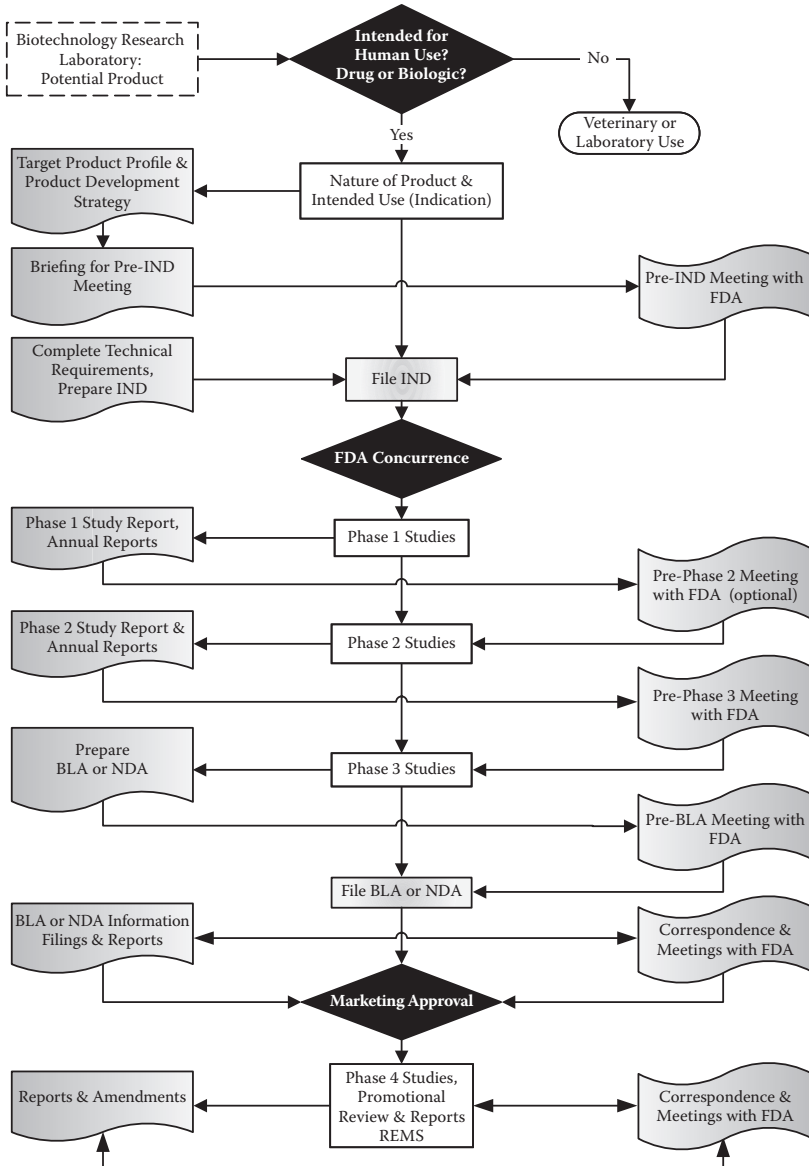 Biotechnology Research
Laboratory:
Potential Product
Intended for
Human Use?
Drug or Biologic?
No
Veterinary or
Laboratory Use
Yes
Target Product Profile &
Product Development
Strategy
Nature of Product &
Intended Use (Indication)
Briefing for Pre-IND
Meeting
Pre-IND Meeting with
FDA
Complete Technical
Requirements,
Prepare IND
File IND
FDA Concurrence
Phase 1 Study Report,
Annual Reports
Phase 1 Studies
Pre-Phase 2 Meeting
with FDA (optional)
Phase 2 Study Report &
Annual Reports
Phase 2 Studies
Pre-Phase 3 Meeting
with FDA
Prepare
BLA or NDA
Phase 3 Studies
Pre-BLA Meeting with
FDA
File BLA or NDA
BLA or NDA Information
Filings & Reports
Correspondence &
Meetings with FDA
Marketing Approval
Reports & Amendments
Phase 4 Studies,
Promotional
Review & Reports
REMS
Correspondence &
Meetings with FDA